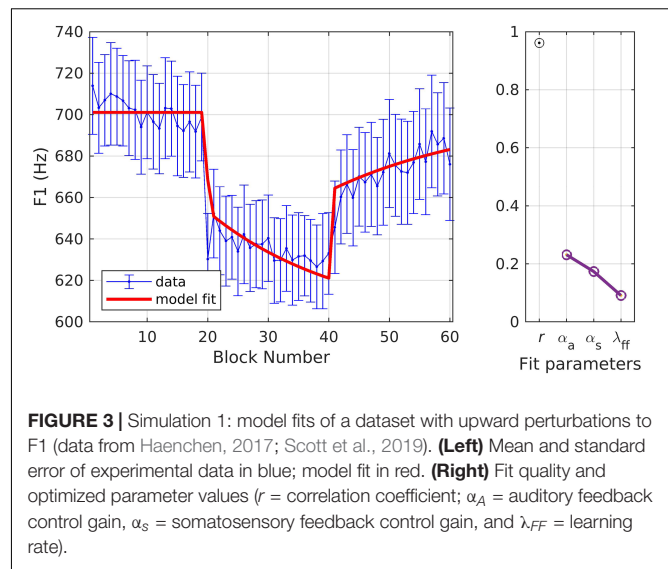 740
720
700
680
660
640
620
600
F1 (Hz)
data
model fit
10 20 30 40 50 60
Block Number
1
0.8
0.6
0.4
0.2
0
r αa αs λff
Fit parameters
FIGURE 3 | Simulation 1: model fits of a dataset with upward perturbations to
F1 (data from Haenchen, 2017; Scott et al., 2019). (Left) Mean and standard
error of experimental data in blue; model fit in red. (Right) Fit quality and
optimized parameter values (r = correlation coefficient; αA = auditory feedback
control gain, αs = somatosensory feedback control gain, and λFF = learning
rate).